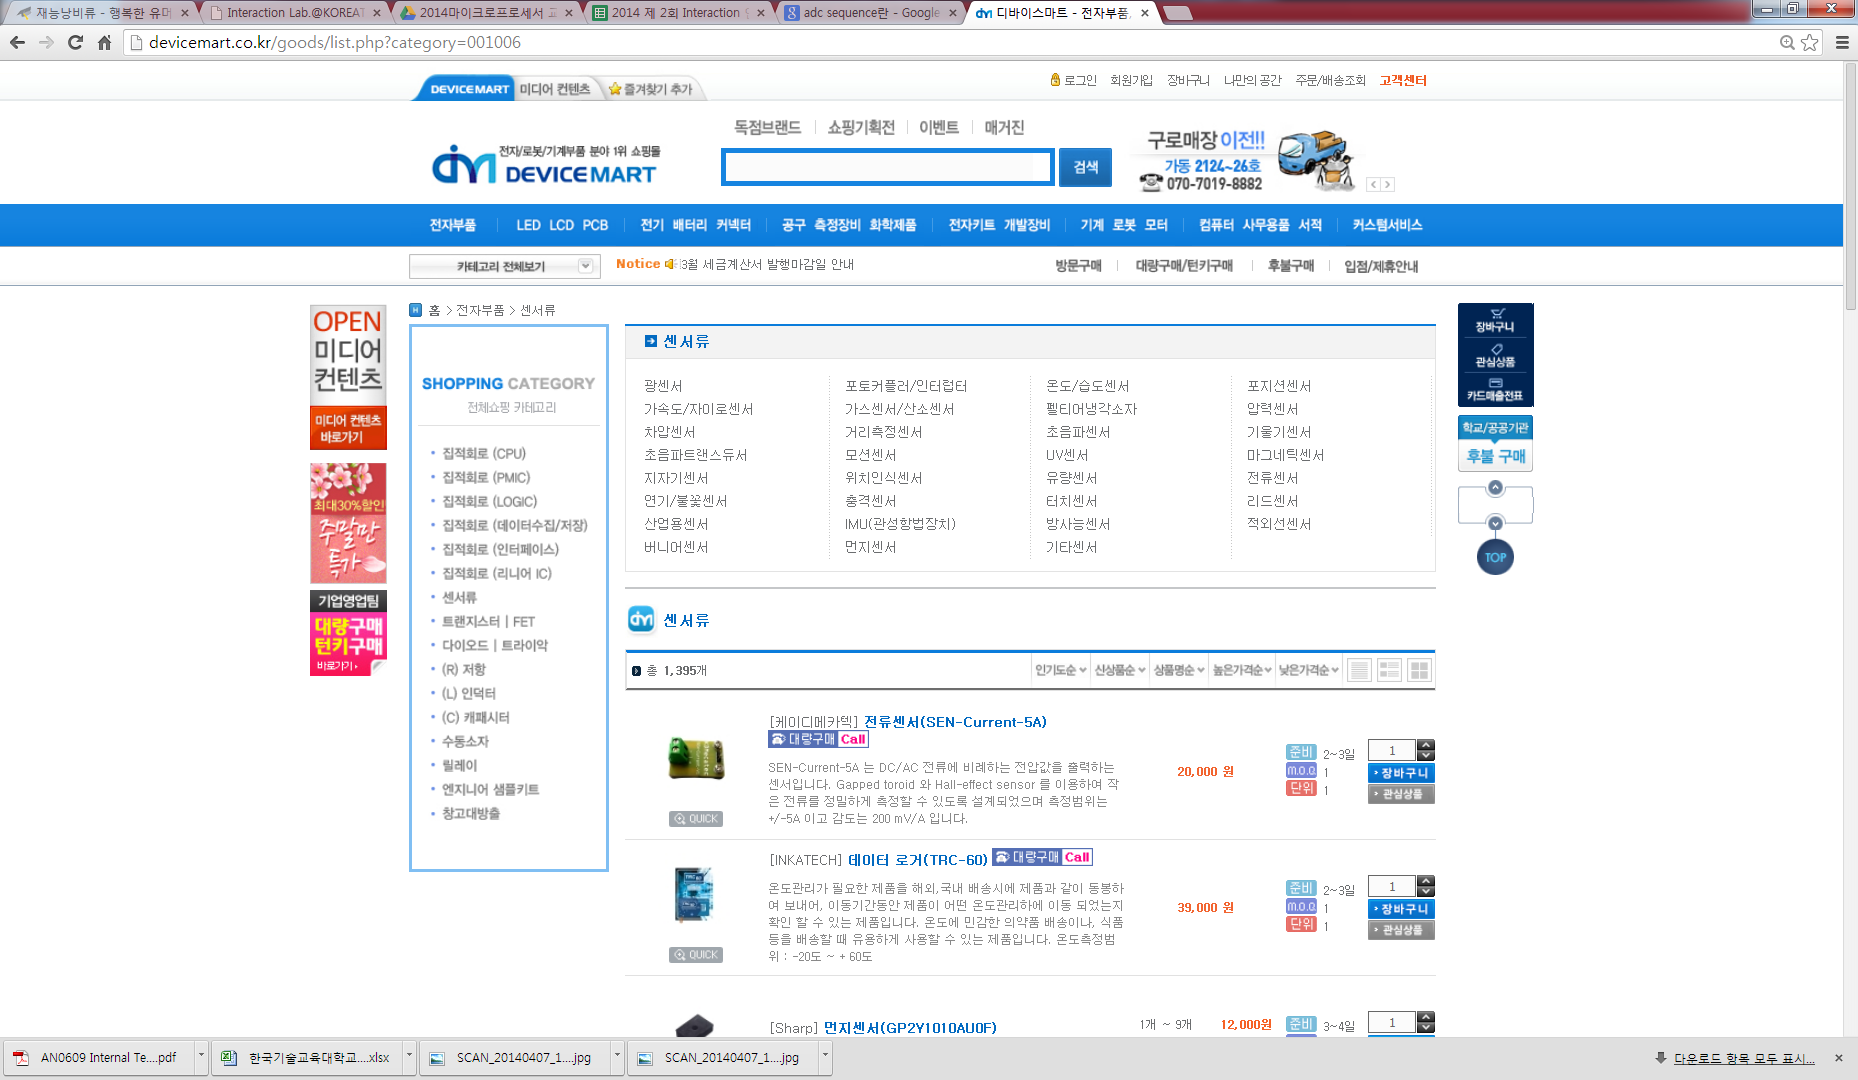 재능낭비류 - 행복한 유머
Interaction Lab.@KOREAT
2014마이크로프로세서 교
2014 제 2회 Interaction
adc sequence란 - Google
디바이스마트 - 전자부품,
devicemart.co.kr/goods/list.php?category=001006
DEVICEMART 미디어 컨텐츠 즐겨찾기 추가
로그인 회원가입 장바구니 나만의 공간 주문/배송조회 고객센터
독점브랜드 쇼핑기획전 이벤트 매거진
전자/로봇/기계부품 분야 1위 쇼핑몰
DEVICEMART
검색
구로매장 이전!!
가동 2124~26호
070-7019-8882
전자부품 LED LCD PCB 전기 배터리 커넥터 공구 측정장비 화학제품 전자키트 개발장비 기계 로봇 모터 컴퓨터 사무용품 서적 커스텀서비스
카테고리 전체보기
Notice 3월 세금계산서 발행마감일 안내
방문구매 대량구매/턴키구매 후불구매 입점/제휴안내
OPEN
미디어
컨텐츠
미디어 컨텐츠
바로가기
최대30%할인
주말만
특가
기업영업팀
대량구매
턴키구매
바로가기
홈 > 전자부품 > 센서류
SHOPPING CATEGORY
전체쇼핑 카테고리
집적회로 (CPU)
집적회로 (PMIC)
집적회로 (LOGIC)
집적회로 (데이터수집/저장)
집적회로 (인터페이스)
집적회로 (리니어 IC)
센서류
트랜지스터 | FET
다이오드 | 트라이악
(R) 저항
(L) 인덕터
(C) 캐패시터
수동소자
릴레이
엔지니어 샘플키트
창고대방출
센서류
광센서 포토커플러/인터럽터 온도/습도센서 포지션센서
가속도/자이로센서 가스센서/산소센서 펠티어냉각소자 압력센서
차압센서 거리측정센서 초음파센서 기울기센서
초음파트랜스듀서 모션센서 UV센서 마그네틱센서
지자기센서 위치인식센서 유량센서 전류센서
연기/불꽃센서 충격센서 터치센서 리드센서
산업용센서 IMU(관성항법장치) 방사능센서 적외선센서
버니어센서 먼지센서 기타센서
센서류
총 1,395개
인기도순 신상품순 상품명순 높은가격순 낮은가격순
[케이디메카텍] 전류센서(SEN-Current-5A)
대량구매 Call
SEN-Current-5A 는 DC/AC 전류에 비례하는 전압값을 출력하는
센서입니다. Gapped toroid 와 Hall-effect sensor 를 이용하여 작
은 전류를 정밀하게 측정할 수 있도록 설계되었으며 측정범위는
+/-5A 이고 감도는 200 mV/A 입니다.
QUICK
20,000 원
준비 2~3일
M.O.Q 1
단위 1
1
장바구니
관심상품
[INKATECH] 데이터 로거(TRC-60) 대량구매 Call
온도관리가 필요한 제품을 해외,국내 배송시에 제품과 같이 동봉하
여 보내어, 이동기간동안 제품이 어떤 온도관리하에 이동 되었는지
확인 할 수 있는 제품입니다. 온도에 민감한 의약품 배송이나, 식품
등을 배송할 때 유용하게 사용할 수 있는 제품입니다. 온도측정범
위 : -20도 ~ + 60도
QUICK
39,000 원
준비 2~3일
M.O.Q 1
단위 1
1
장바구니
관심상품
[Sharp] 먼지센서(GP2Y1010AU0F)
1개 ~ 9개 12,000원
준비 3~4일
1
장바구니
관심상품
카드매출전표
학교/공공기관
후불 구매
TOP
AN0609 Internal Te....pdf
한국기술교육대학교....xlsx
SCAN_20140407_1....jpg
SCAN_20140407_1....jpg
다운로드 항목 모두 표시...